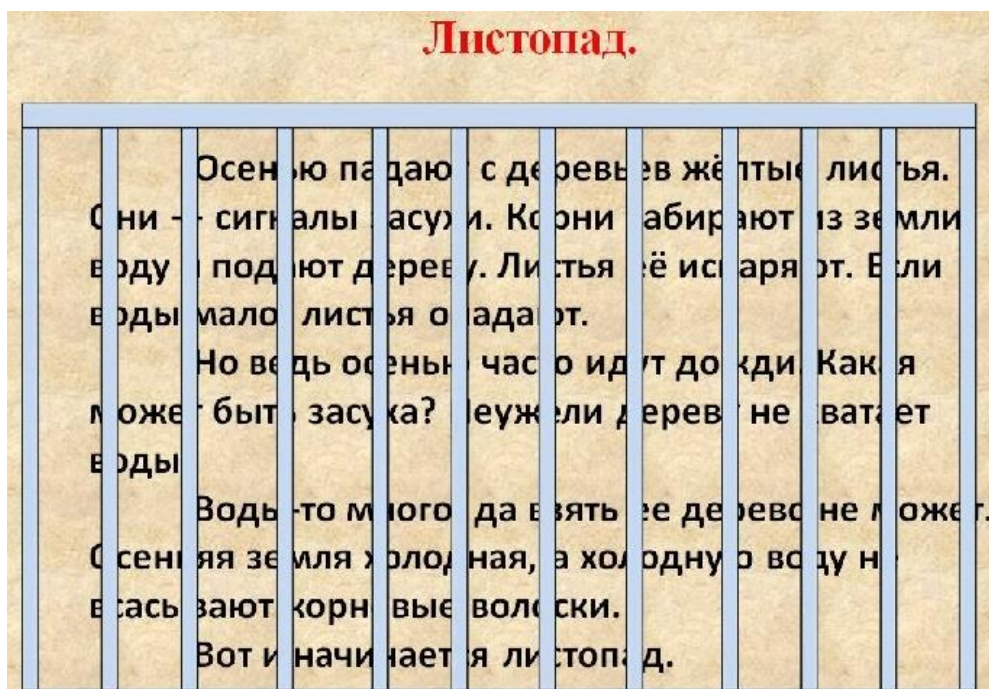 Листопад.
Осенью падают с деревьев жёлтые листья.
Они – сигналы засухи. Корни забирают из земли
воду и подают дереву. Листья её испаряют. Если
воды мало, листья опадают.
Но ведь осенью часто идут дожди. Какая
может быть засуха? Неужели дереву не хватает
воды
Воды-то много, да взять ее дерево не может.
Осенняя земля холодная, а холодную воду не
всасывают корневые волоски.
Вот и начинается листопад.